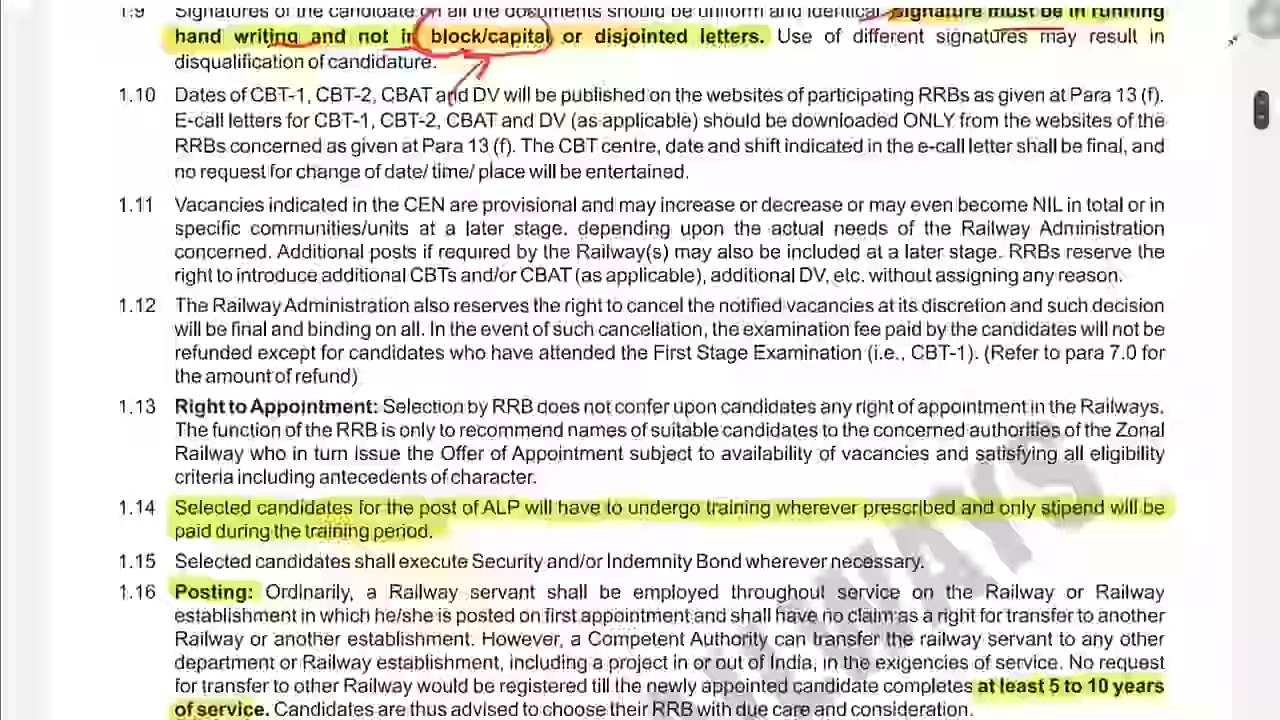 1.9 Signatures of the candidate on all the documents should be uniform and identical. Signature must be in running
hand writing and not in block/capital or disjointed letters. Use of different signatures may result in
disqualification of candidature.
1.10 Dates of CBT-1, CBT-2, CBAT and DV will be published on the websites of participating RRBs as given at Para 13 (f).
E-call letters for CBT-1, CBT-2, CBAT and DV (as applicable) should be downloaded ONLY from the websites of the
RRBs concerned as given at Para 13 (f). The CBT centre, date and shift indicated in the e-call letter shall be final, and
no request for change of date/ time/ place will be entertained.
1.11 Vacancies indicated in the CEN are provisional and may increase or decrease or may even become NIL in total or in
specific communities/units at a later stage, depending upon the actual needs of the Railway Administration
concerned. Additional posts if required by the Railway(s) may also be included at a later stage. RRBs reserve the
right to introduce additional CBTs and/or CBAT (as applicable), additional DV, etc. without assigning any reason.
1.12 The Railway Administration also reserves the right to cancel the notified vacancies at its discretion and such decision
will be final and binding on all. In the event of such cancellation, the examination fee paid by the candidates will not be
refunded except for candidates who have attended the First Stage Examination (i.e., CBT-1). (Refer to para 7.0 for
the amount of refund)
1.13 Right to Appointment: Selection by RRB does not confer upon candidates any right of appointment in the Railways.
The function of the RRB is only to recommend names of suitable candidates to the concerned authorities of the Zonal
Railway who in turn issue the Offer of Appointment subject to availability of vacancies and satisfying all eligibility
criteria including antecedents of character.
1.14 Selected candidates for the post of ALP will have to undergo training wherever prescribed and only stipend will be
paid during the training period.
1.15 Selected candidates shall execute Security and/or Indemnity Bond wherever necessary.
1.16 Posting: Ordinarily, a Railway servant shall be employed throughout service on the Railway or Railway
establishment in which he/she is posted on first appointment and shall have no claim as a right for transfer to another
Railway or another establishment. However, a Competent Authority can transfer the railway servant to any other
department or Railway establishment, including a project in or out of India, in the exigencies of service. No request
for transfer to other Railway would be registered till the newly appointed candidate completes at least 5 to 10 years
of service. Candidates are thus advised to choose their RRB with due care and consideration.